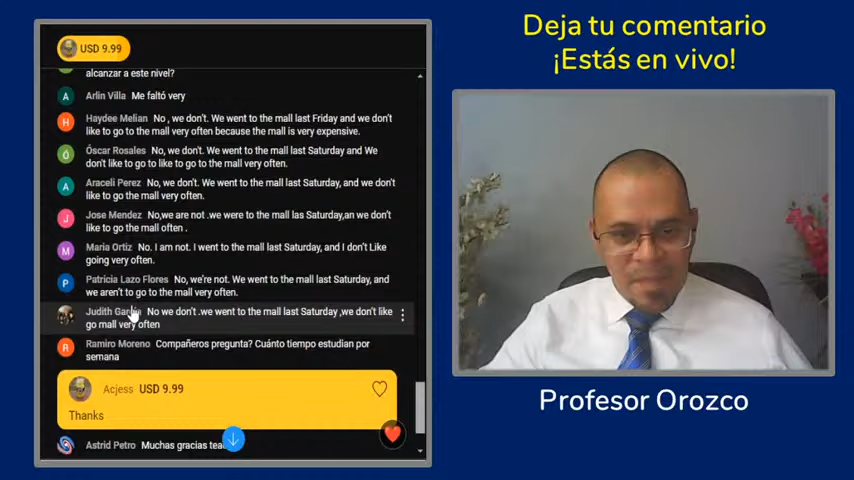 Deja tu comentario
¡Estás en vivo!
USD 9.99
alcanzar a este nivel?
A Arlin Villa Me faltó very
H Haydee Melian No , we don't. We went to the mall last Friday and we don't
like to go to the mall very often because the mall is very expensive.
Ó Óscar Rosales No, we don't. We went to the mall last Saturday and We
don't like to go to like to go to the mall very often.
A Araceli Perez No, we don't. We went to the mall last Saturday, and we don't
like to go to the mall very often.
J Jose Mendez No,we are not .we were to the mall las Saturday,an we don't
like to go the mall often .
M Maria Ortiz No. I am not. I went to the mall last Saturday, and I don't Like
going very often.
P Patricia Lazo Flores No, we're not. We went to the mall last Saturday, and
we aren't to go to the mall very often.
Judith No we don't .we went to the mall last Saturday ,we don't like
go mall very often
R Ramiro Moreno Compañeros pregunta? Cuánto tiempo estudian por
semana
Acjess USD 9.99
Thanks
Astrid Petro Muchas gracias
Profesor Orozco